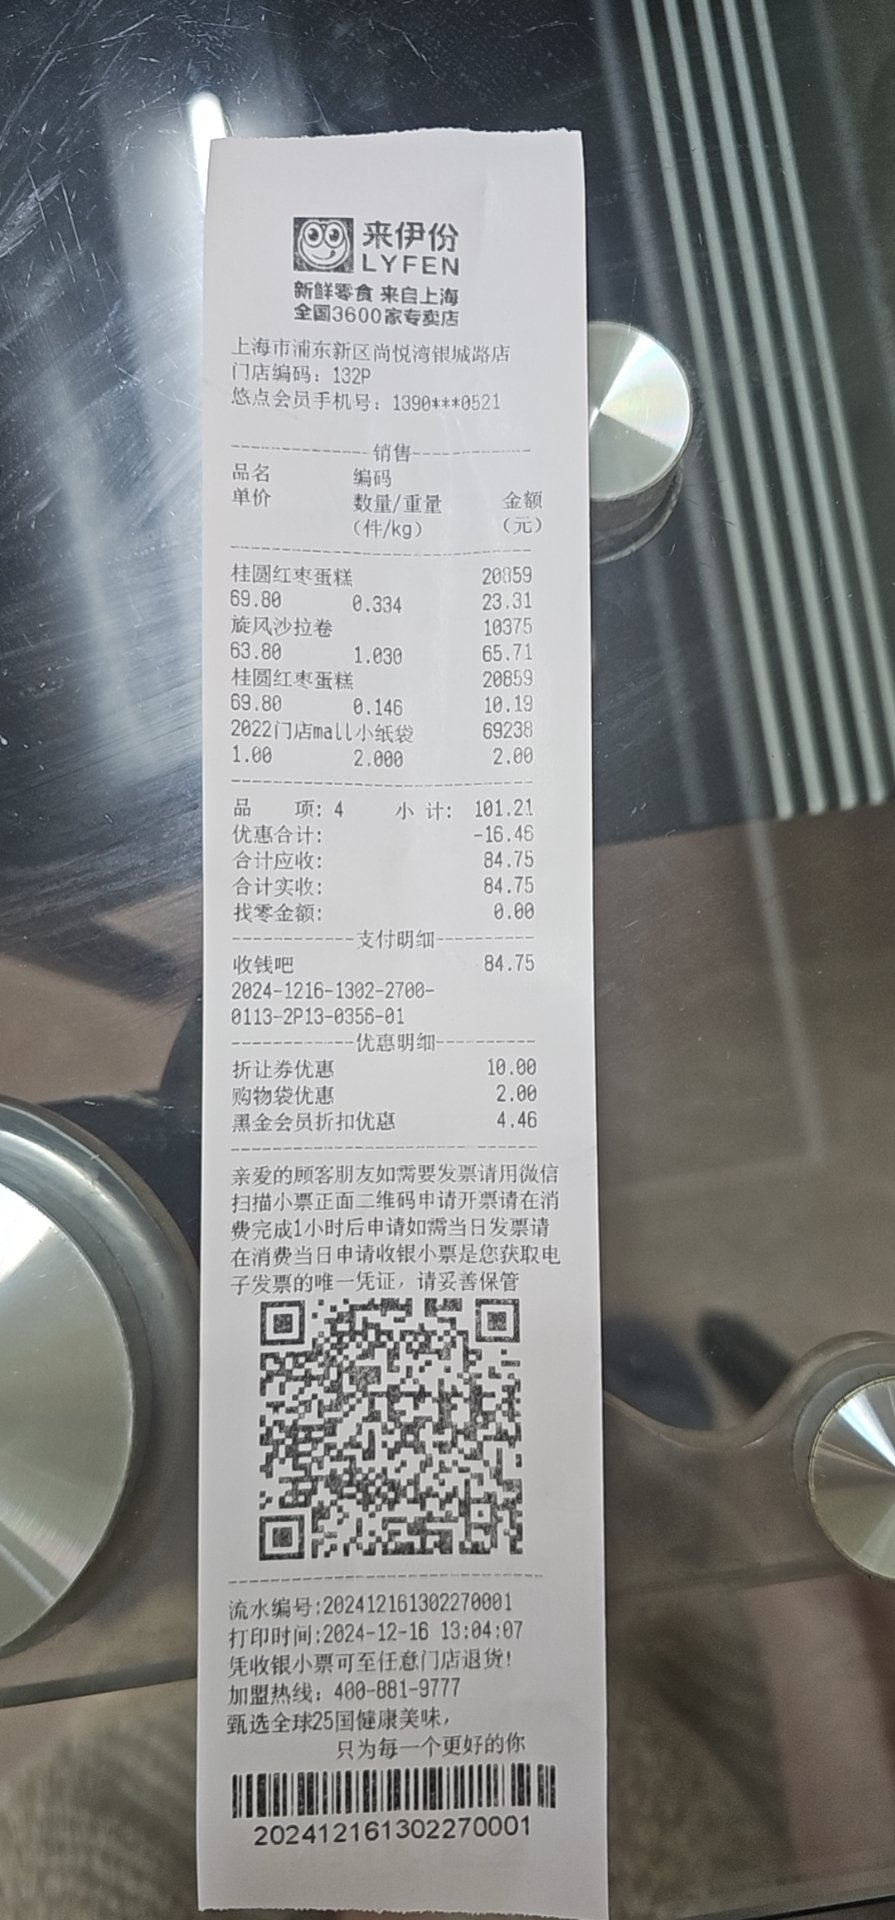 来伊份
LYFEN
新鲜零食 来自上海
全国3600家专卖店
上海市浦东新区尚悦湾银城路店
门店编码：132P
悠点会员手机号：1390***0521
--------------销售--------------
品名 编码
单价 数量/重量 金额
（件/kg） （元）
桂圆红枣蛋糕 20859
69.80 0.334 23.31
旋风沙拉卷 10375
63.80 1.030 65.71
桂圆红枣蛋糕 20859
69.80 0.146 10.19
2022门店mall小纸袋 69238
1.00 2.000 2.00
品 项: 4 小 计: 101.21
优惠合计: -16.46
合计应收: 84.75
合计实收: 84.75
找零金额: 0.00
------------支付明细------------
收钱吧 84.75
2024-1216-1302-2700-
0113-2P13-0356-01
------------优惠明细------------
折让券优惠 10.00
购物袋优惠 2.00
黑金会员折扣优惠 4.46
亲爱的顾客朋友如需要发票请用微信
扫描小票正面二维码申请开票请在消
费完成1小时后申请如需当日发票请
在消费当日申请收银小票是您获取电
子发票的唯一凭证，请妥善保管
流水编号:202412161302270001
打印时间:2024-12-16 13:04:07
凭收银小票可至任意门店退货!
加盟热线：400-881-9777
甄选全球25国健康美味，
只为每一个更好的你
202412161302270001